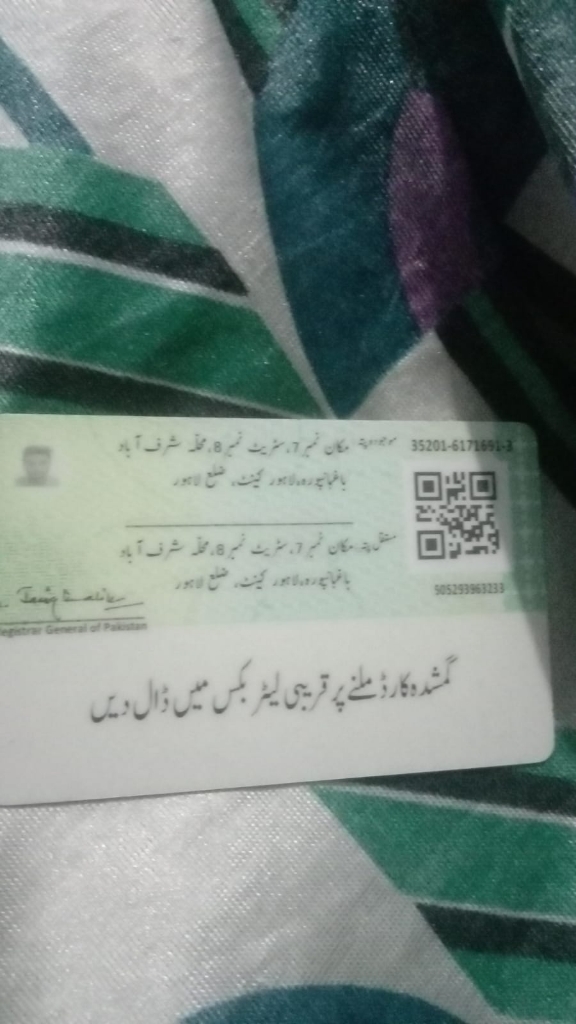 موجودہ پتہ مکان نمبر 7، سٹریٹ نمبر 8، محلہ شرف آباد
باغبانپورہ، لاہور کینٹ، ضلع لاہور
35201-6171691-3
مستقل پتہ مکان نمبر 7، سٹریٹ نمبر 8، محلہ شرف آباد
باغبانپورہ، لاہور کینٹ، ضلع لاہور
505293963233
Registrar General of Pakistan
گمشدہ کارڈ ملنے پر قریبی لیٹر بکس میں ڈال دیں